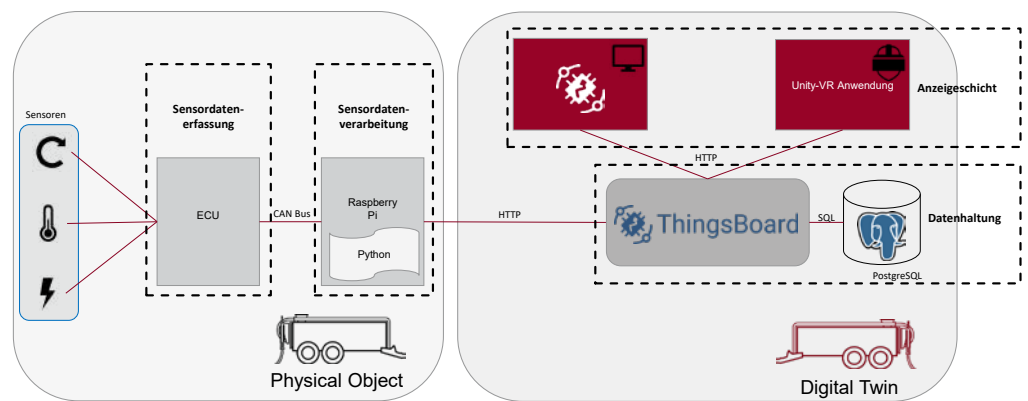 Sensoren
Sensordaten-
erfassung
ECU
CAN Bus
Sensordaten-
verarbeitung
Raspberry
Pi
Python
HTTP
Physical Object
Unity-VR Anwendung
Anzeigeschicht
HTTP
ThingsBoard
SQL
PostgreSQL
Datenhaltung
Digital Twin